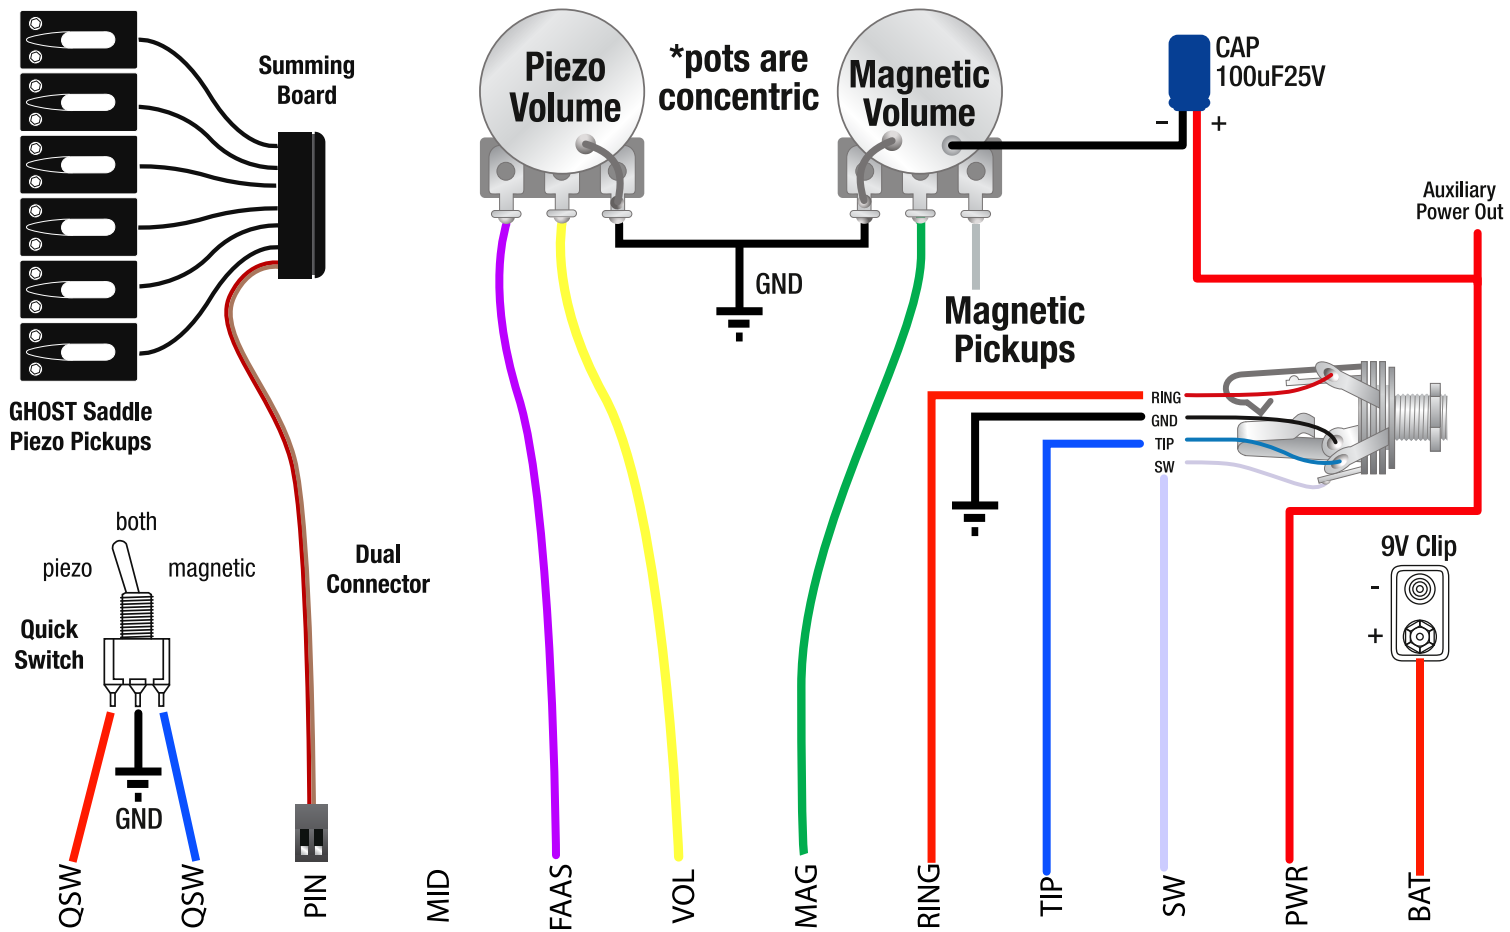 GHOST Saddle
Piezo Pickups
Summing
Board
Piezo
Volume
*pots are
concentric
Magnetic
Volume
CAP
100uF25V
-
+
Auxiliary
Power Out
GND
Magnetic
Pickups
RING
GND
TIP
SW
9V Clip
-
+
both
piezo
magnetic
Quick
Switch
GND
Dual
Connector
QSW
QSW
PIN
MID
FAAS
VOL
MAG
RING
TIP
SW
PWR
BAT